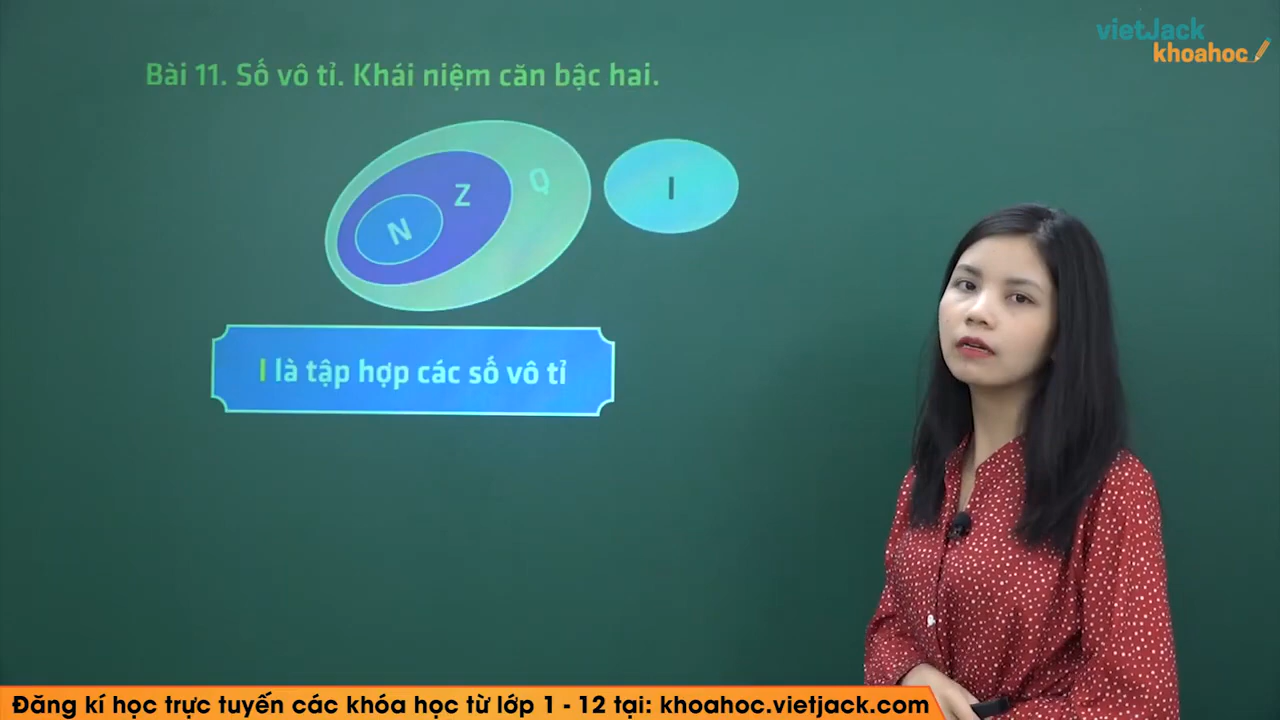 vietJack
khoahoc
Bài 11. Số vô tỉ. Khái niệm căn bậc hai.
Q
Z
N
I
I là tập hợp các số vô tỉ
Đăng kí học trực tuyến các khóa học từ lớp 1 - 12 tại: khoahoc.vietjack.com